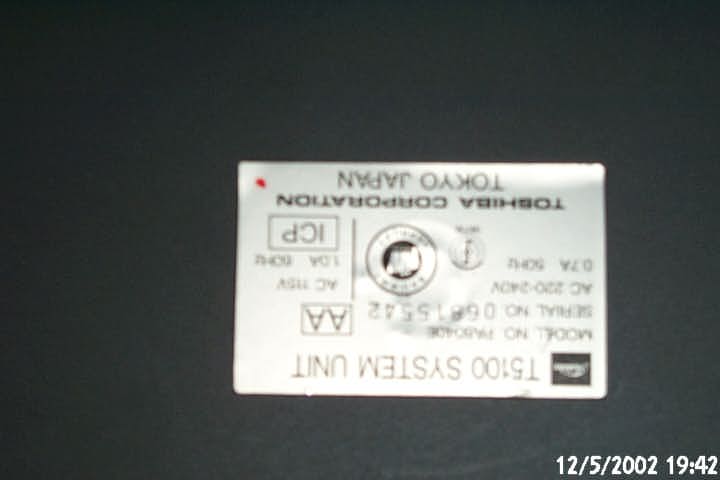 T5100 SYSTEM UNIT
MODEL NO. PA8040E
SERIAL NO. 06815542 AA
AC 220-240V AC 115V
0.7A 50Hz 1.0A 60Hz
ICP
TOSHIBA CORPORATION
TOKYO JAPAN
12/5/2002 19:42